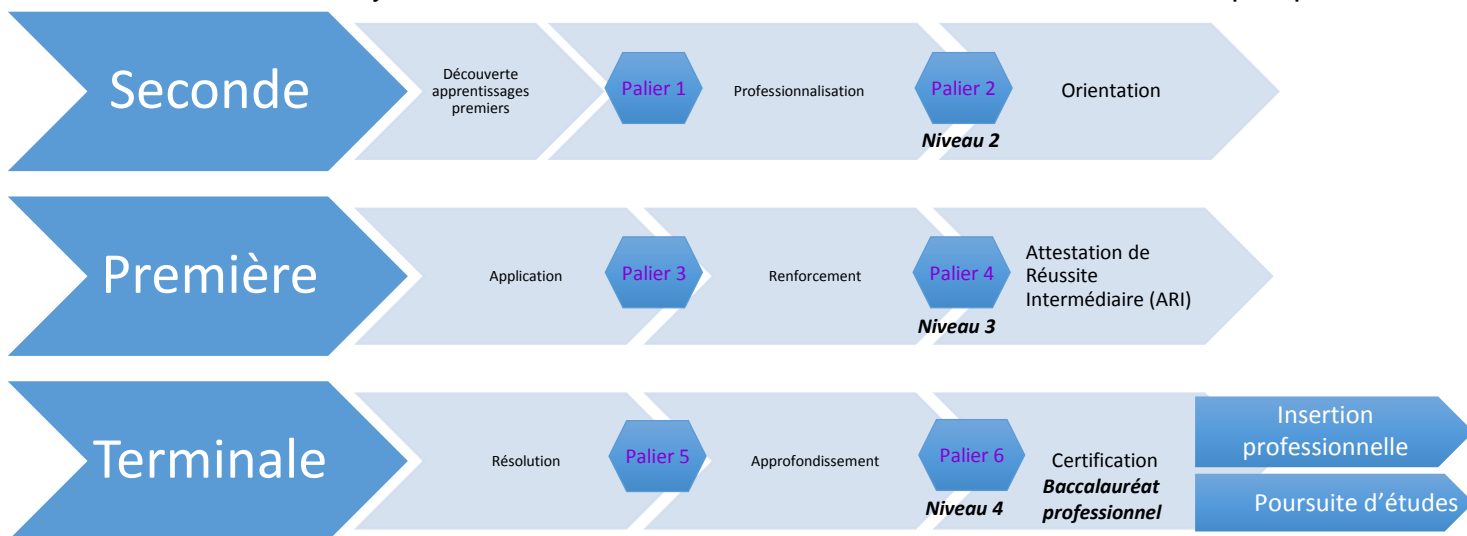 Seconde
Découverte
apprentissages
premiers
Palier 1
Professionnalisation
Palier 2
Niveau 2
Orientation
Première
Application
Palier 3
Renforcement
Palier 4
Niveau 3
Attestation de
Réussite
Intermédiaire (ARI)
Terminale
Résolution
Palier 5
Approfondissement
Palier 6
Niveau 4
Certification
Baccalauréat
professionnel
Insertion
professionnelle
Poursuite d'études